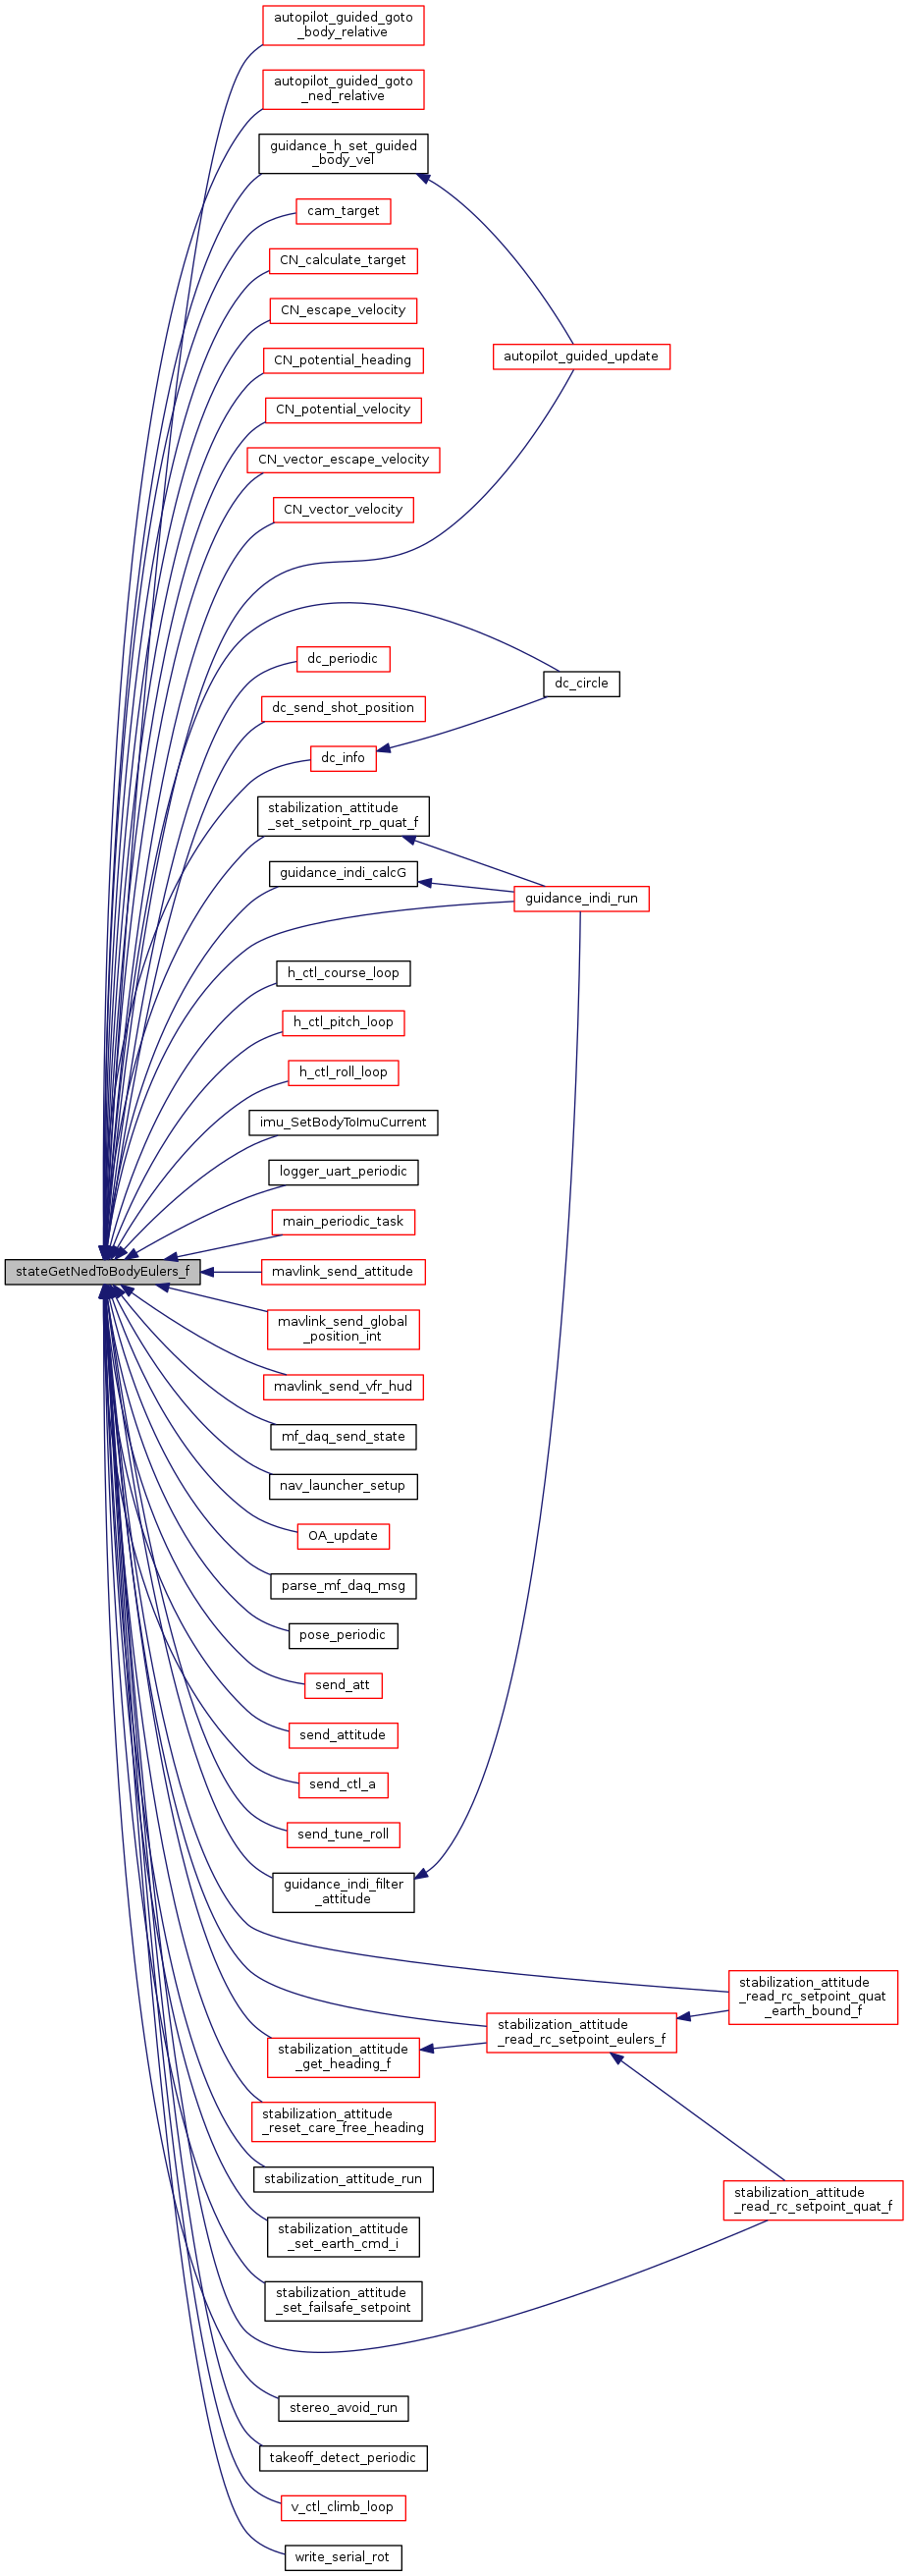 autopilot_guided_goto
_body_relative
autopilot_guided_goto
_ned_relative
guidance_h_set_guided
_body_vel
cam_target
CN_calculate_target
CN_escape_velocity
autopilot_guided_update
CN_potential_heading
CN_potential_velocity
CN_vector_escape_velocity
CN_vector_velocity
dc_periodic
dc_circle
dc_send_shot_position
dc_info
stabilization_attitude
_set_setpoint_rp_quat_f
guidance_indi_calcG
guidance_indi_run
h_ctl_course_loop
h_ctl_pitch_loop
h_ctl_roll_loop
imu_SetBodyToImuCurrent
logger_uart_periodic
main_periodic_task
stateGetNedToBodyEulers_f
mavlink_send_attitude
mavlink_send_global
_position_int
mavlink_send_vfr_hud
mf_daq_send_state
nav_launcher_setup
OA_update
parse_mf_daq_msg
pose_periodic
send_att
send_attitude
send_ctl_a
send_tune_roll
guidance_indi_filter
_attitude
stabilization_attitude
_read_rc_setpoint_quat
_earth_bound_f
stabilization_attitude
_read_rc_setpoint_eulers_f
stabilization_attitude
_get_heading_f
stabilization_attitude
_reset_care_free_heading
stabilization_attitude_run
stabilization_attitude
_read_rc_setpoint_quat_f
stabilization_attitude
_set_earth_cmd_i
stabilization_attitude
_set_failsafe_setpoint
stereo_avoid_run
takeoff_detect_periodic
v_ctl_climb_loop
write_serial_rot